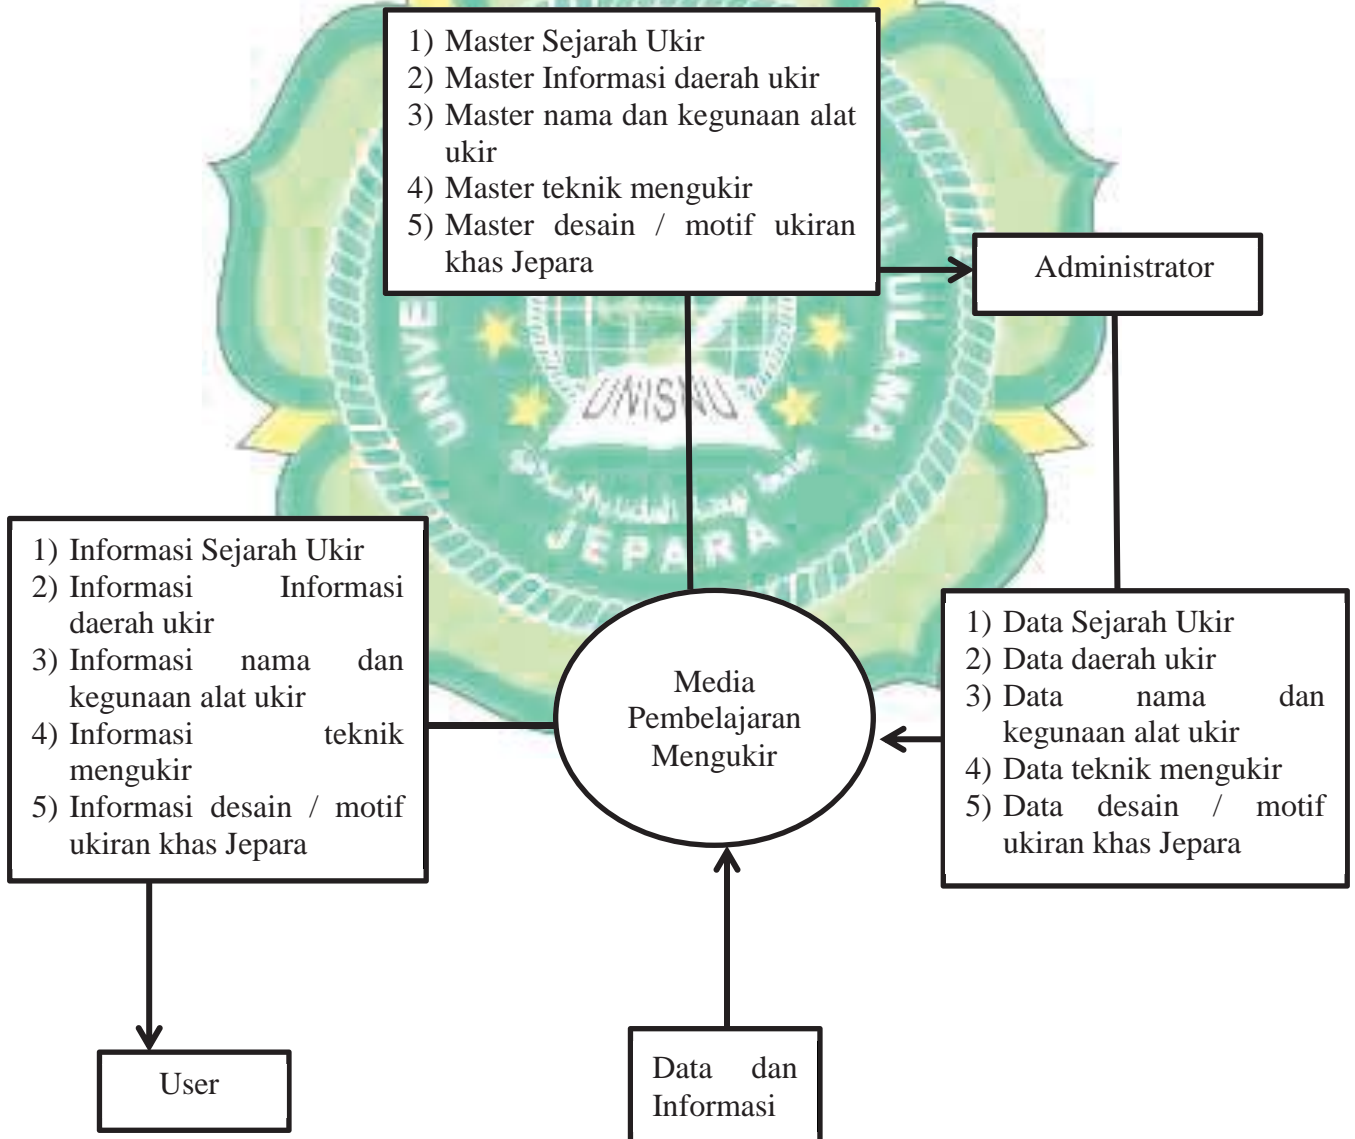 1) Master Sejarah Ukir
2) Master Informasi daerah ukir
3) Master nama dan kegunaan alat
ukir
4) Master teknik mengukir
5) Master desain / motif ukiran
khas Jepara
Administrator
UNIVE
UL ULAMA
UNISNU
JEPARA
1) Informasi Sejarah Ukir
2) Informasi Informasi
daerah ukir
3) Informasi nama dan
kegunaan alat ukir
4) Informasi teknik
mengukir
5) Informasi desain / motif
ukiran khas Jepara
Media
Pembelajaran
Mengukir
1) Data Sejarah Ukir
2) Data daerah ukir
3) Data nama dan
kegunaan alat ukir
4) Data teknik mengukir
5) Data desain / motif
ukiran khas Jepara
User
Data dan
Informasi